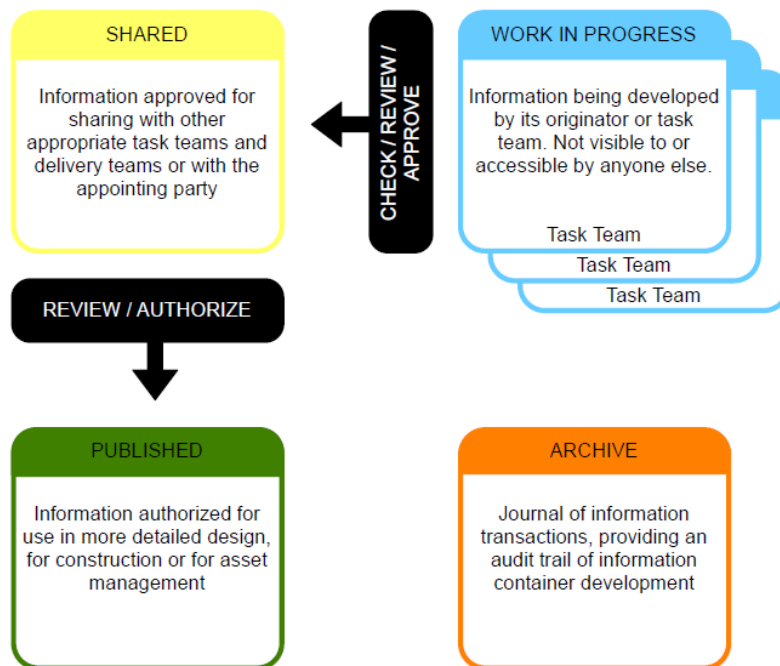 SHARED
Information approved for
sharing with other
appropriate task teams and
delivery teams or with the
appointing party
CHECK / REVIEW /
APPROVE
WORK IN PROGRESS
Information being developed
by its originator or task
team. Not visible to or
accessible by anyone else.
Task Team
Task Team
Task Team
REVIEW / AUTHORIZE
PUBLISHED
Information authorized for
use in more detailed design,
for construction or for asset
management
ARCHIVE
Journal of information
transactions, providing an
audit trail of information
container development